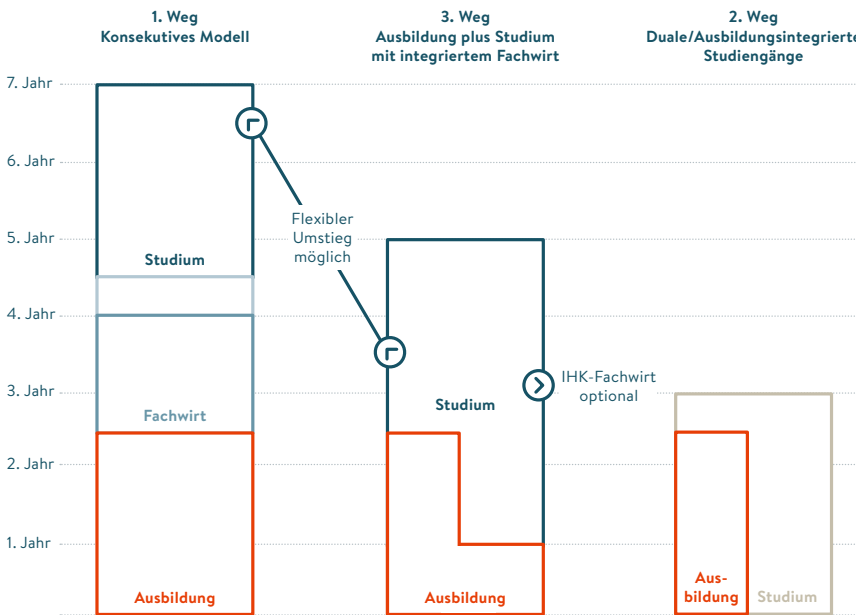 1. Weg
Konsekutives Modell
3. Weg
Ausbildung plus Studium
mit integriertem Fachwirt
2. Weg
Duale/Ausbildungsintegrierte
Studiengänge
7. Jahr
6. Jahr
5. Jahr
4. Jahr
3. Jahr
2. Jahr
1. Jahr
Studium
Fachwirt
Ausbildung
Flexibler
Umstieg
möglich
Studium
Ausbildung
IHK-Fachwirt
optional
Aus-
bildung
Studium